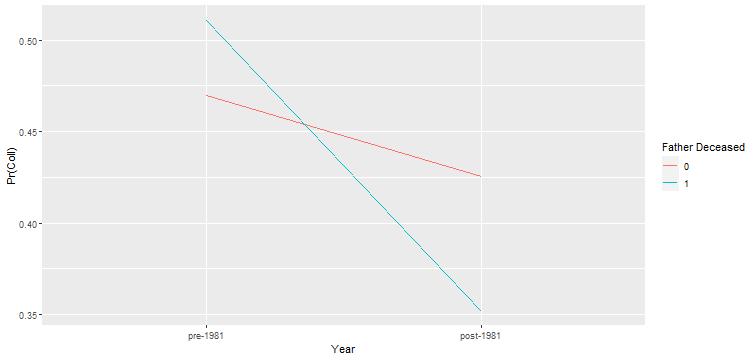 0.50
0.45
0.40
0.35
Pr(Coll)
pre-1981
post-1981
Year
Father Deceased
0
1